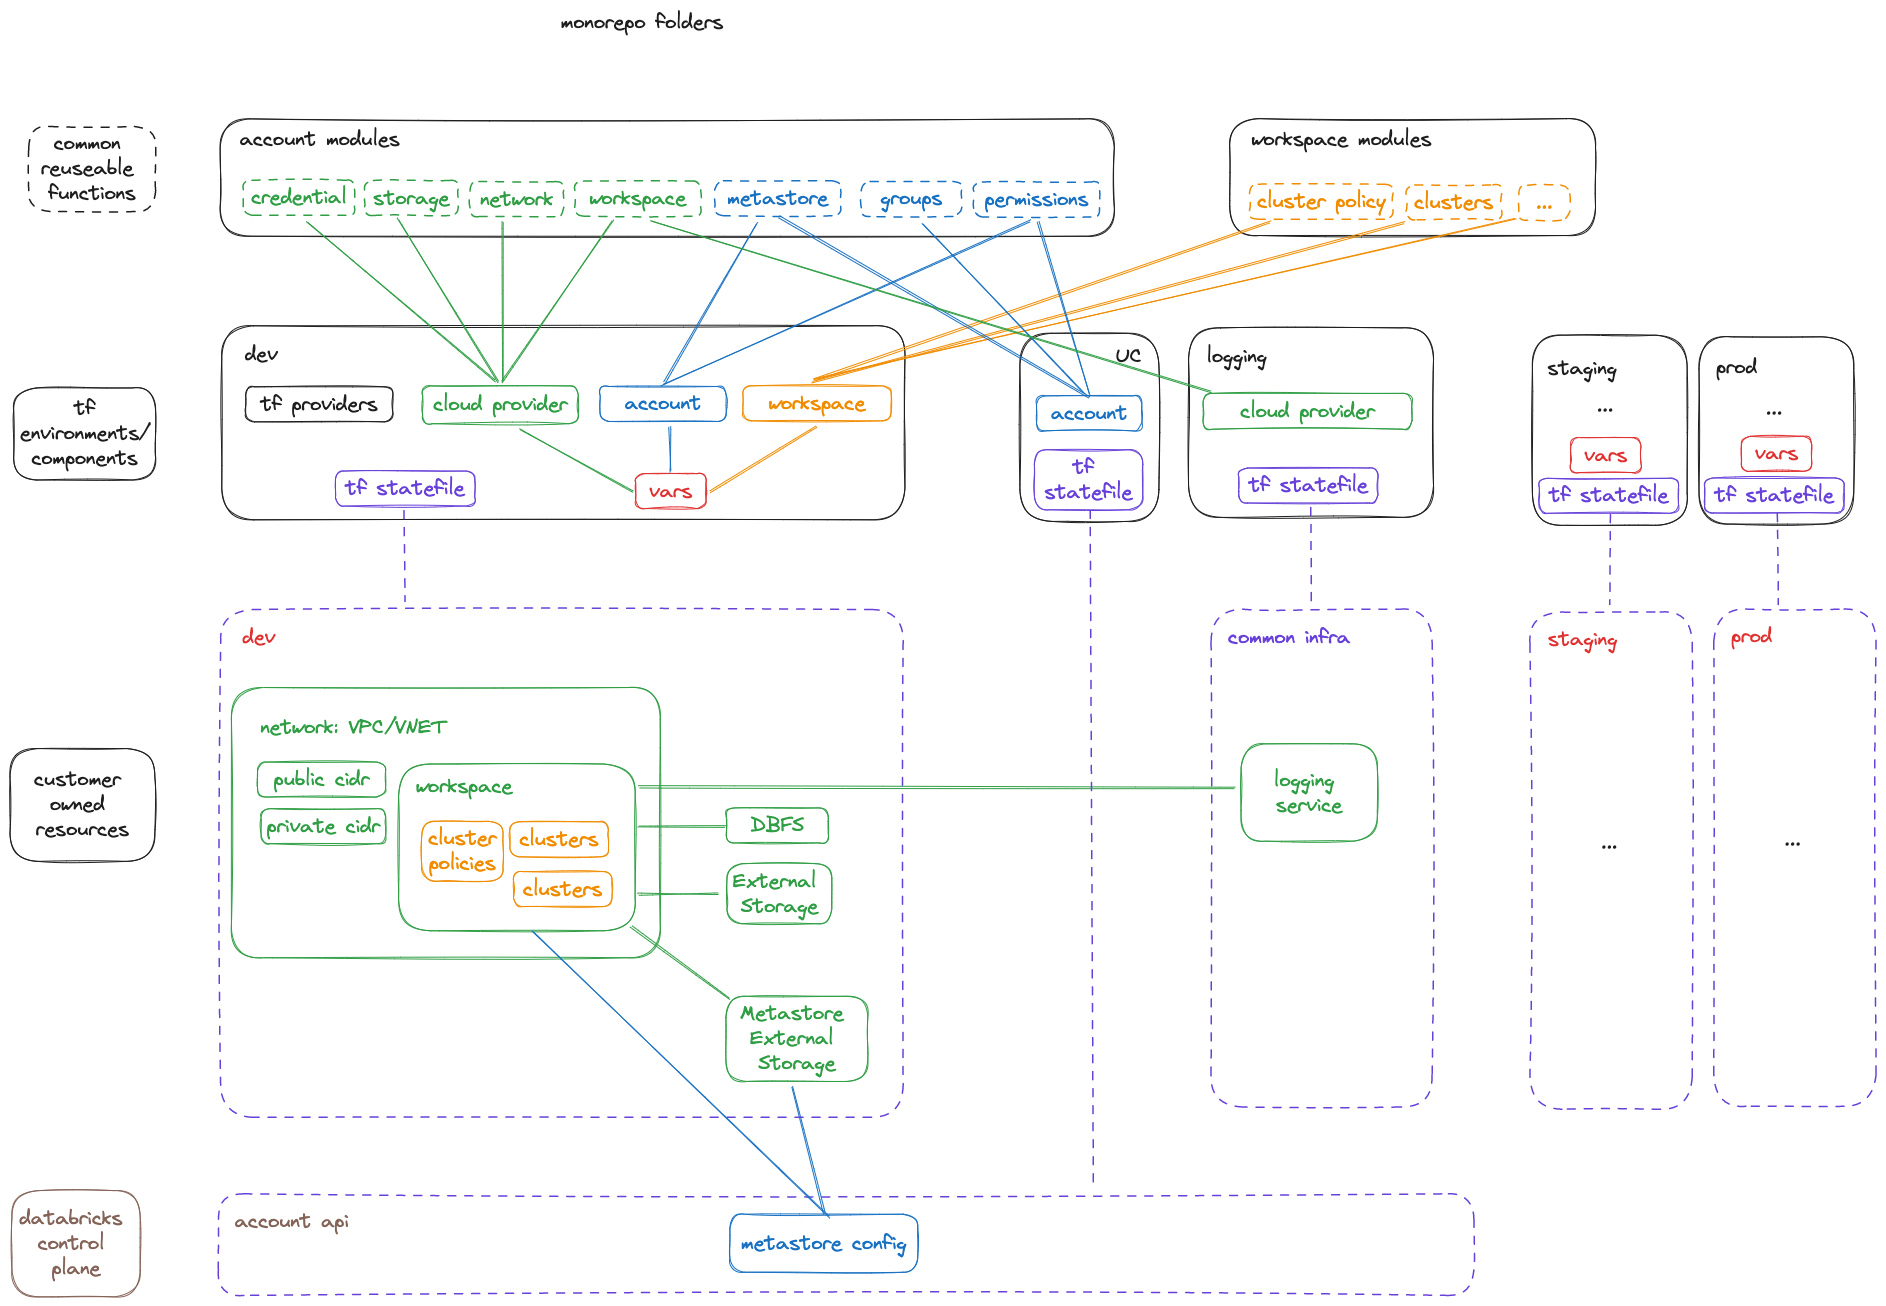 monorepo folders
common
reuseable
functions
account modules
credential
storage
network
workspace
metastore
groups
permissions
workspace modules
cluster policy
clusters
...
tf
environments/
components
dev
tf providers
cloud provider
account
workspace
tf statefile
vars
UC
account
tf
statefile
logging
cloud provider
tf statefile
staging
...
vars
tf statefile
prod
...
vars
tf statefile
customer
owned
resources
dev
network: VPC/VNET
public cidr
private cidr
workspace
cluster
policies
clusters
clusters
DBFS
External
Storage
Metastore
External
Storage
common infra
logging
service
staging
...
prod
...
databricks
control
plane
account api
metastore config